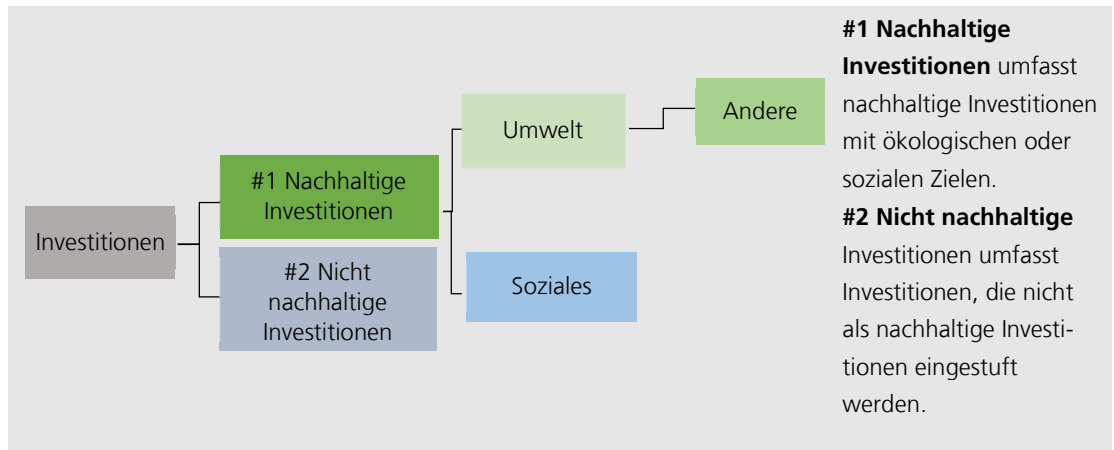 Investitionen
#1 Nachhaltige
Investitionen
#2 Nicht
nachhaltige
Investitionen
Umwelt
Soziales
Andere
#1 Nachhaltige
Investitionen umfasst
nachhaltige Investitionen
mit ökologischen oder
sozialen Zielen.
#2 Nicht nachhaltige
Investitionen umfasst
Investitionen, die nicht
als nachhaltige Investi-
tionen eingestuft
werden.